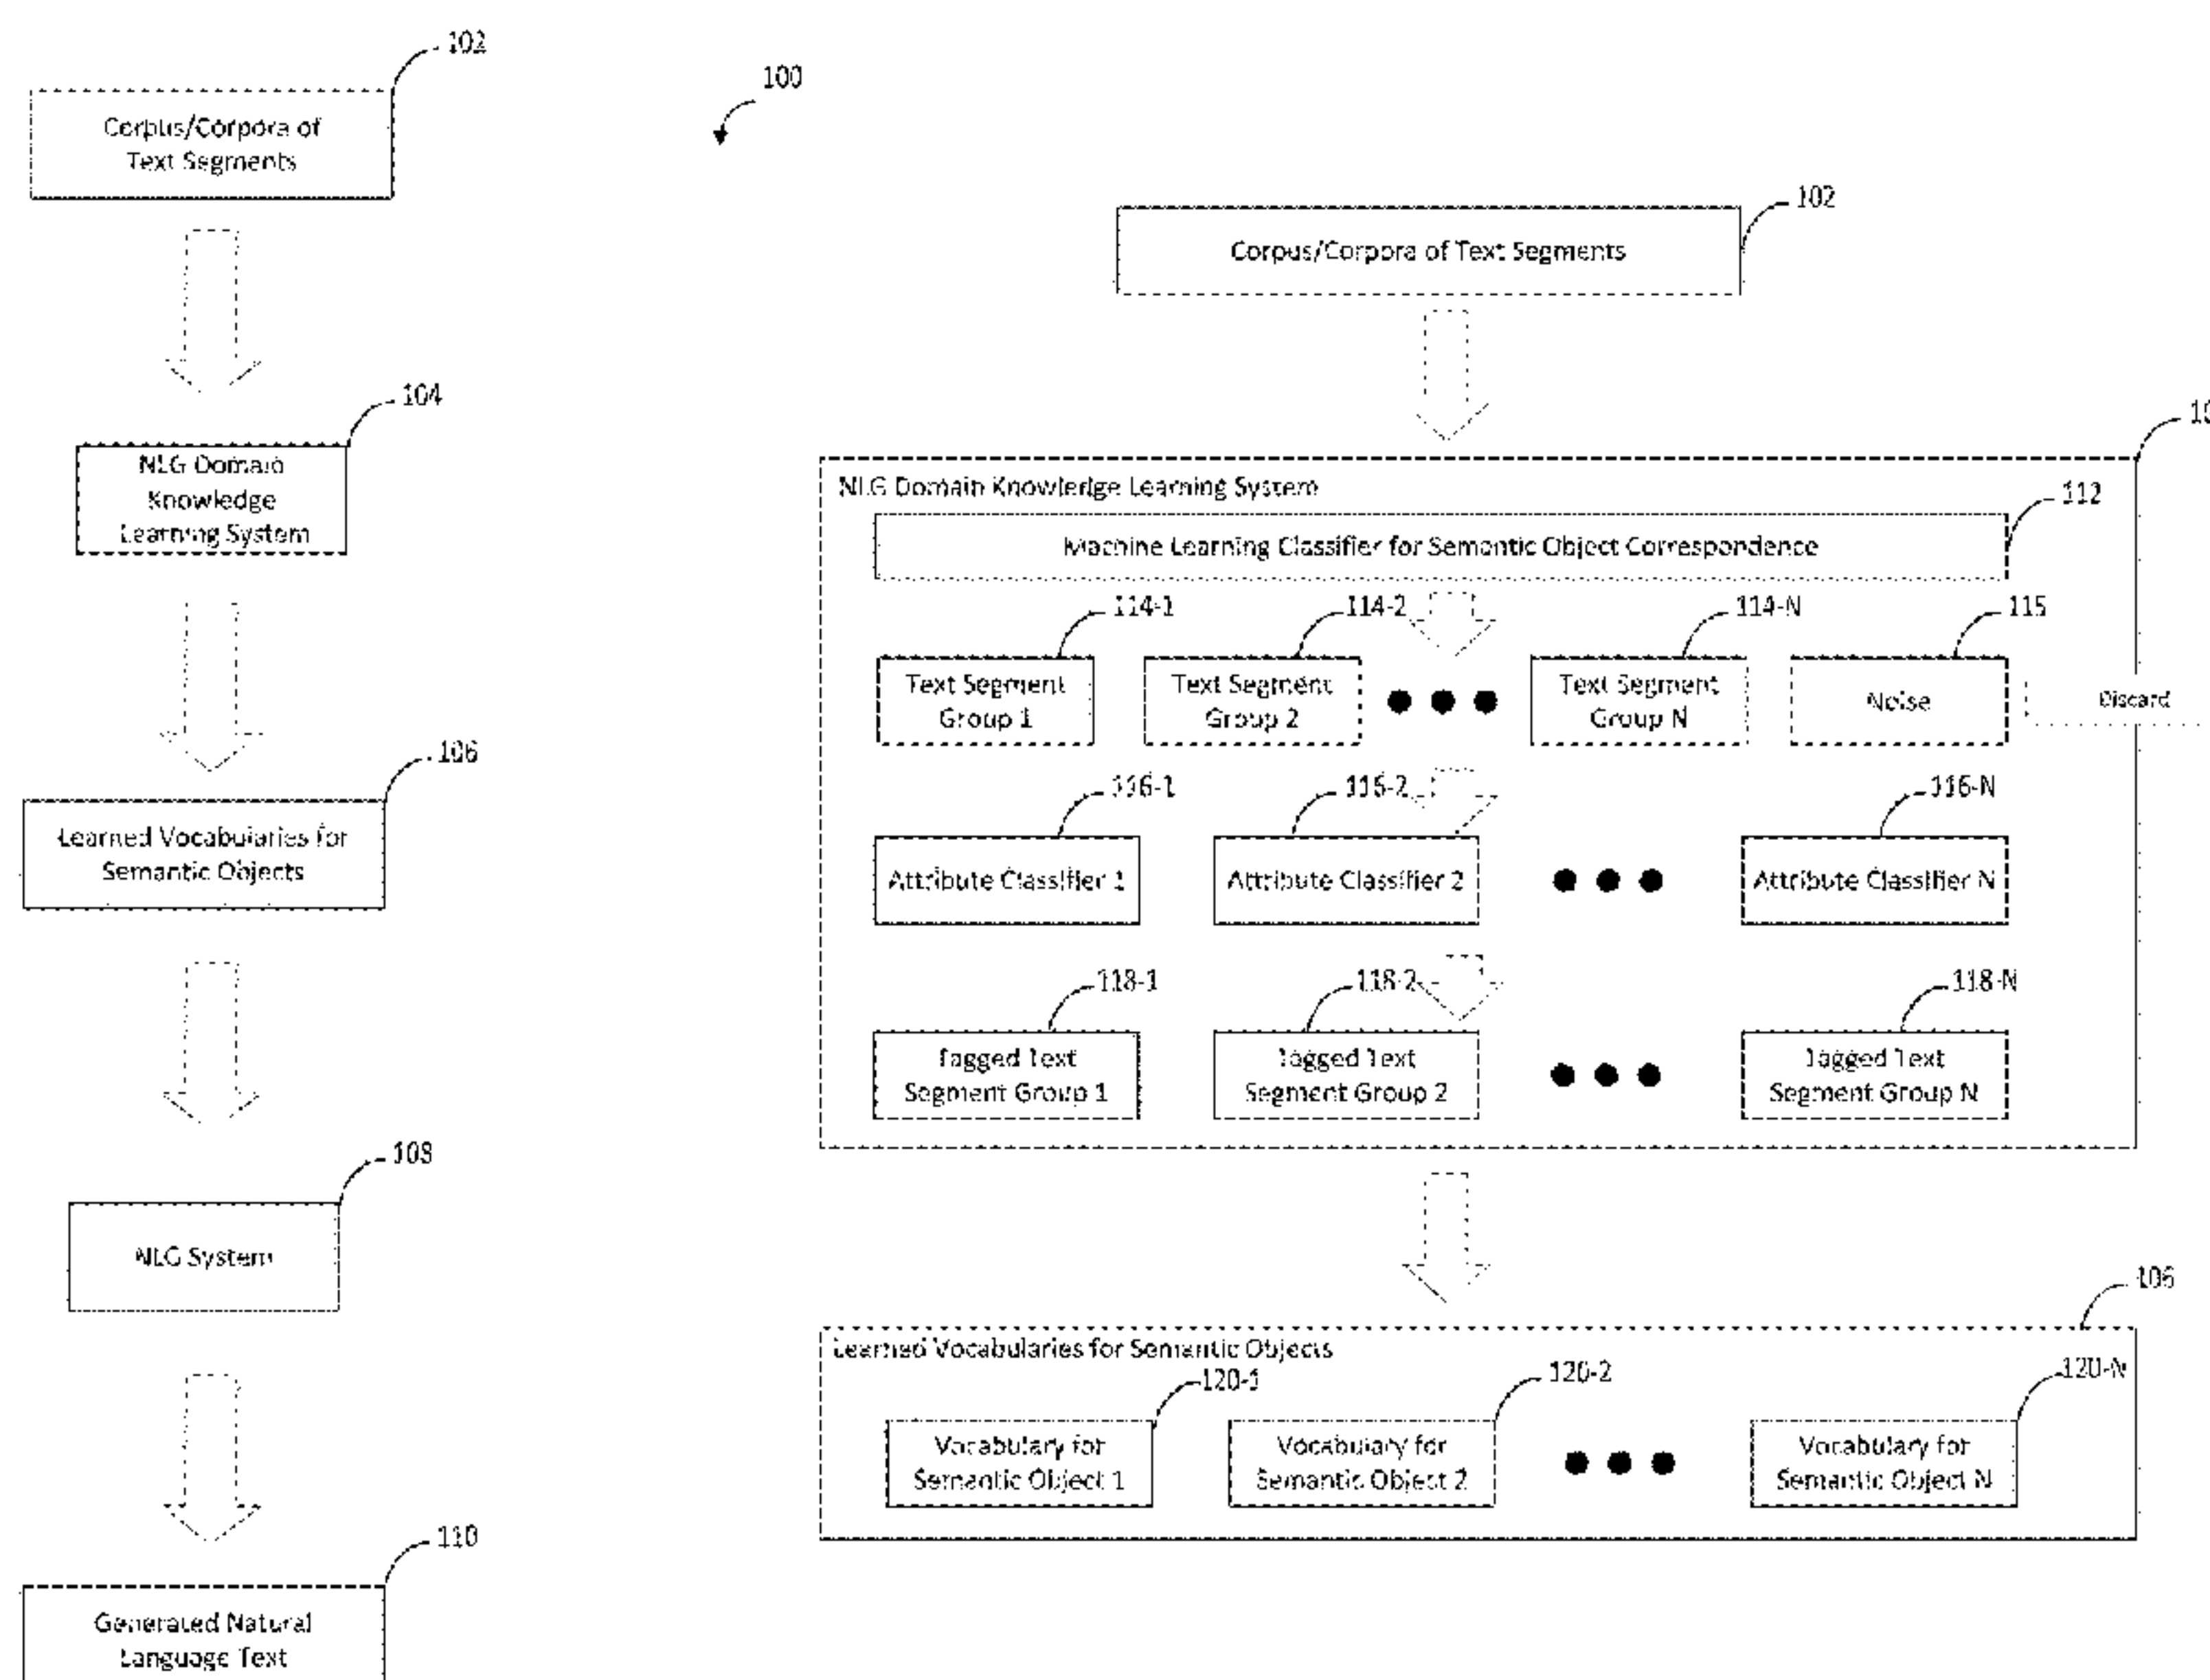 102
Corpus/Corpora of
Text Segments
104
NLG Domain
Knowledge
Learning System
106
Learned Vocabularies for
Semantic Objects
108
NLG System
110
Generated Natural
Language Text
100
102
Corpus/Corpora of Text Segments
10
NLG Domain Knowledge Learning System
112
Machine Learning Classifier for Semantic Object Correspondence
114-1 114-2 114-N 115
Text Segment Text Segment Text Segment Noise Discard
Group 1 Group 2 Group N
116-1 116-2 116-N
Attribute Classifier 1 Attribute Classifier 2 Attribute Classifier N
118-1 118-2 118-N
Tagged Text Tagged Text Tagged Text
Segment Group 1 Segment Group 2 Segment Group N
106
Learned Vocabularies for Semantic Objects
120-1 120-2 120-N
Vocabulary for Vocabulary for Vocabulary for
Semantic Object 1 Semantic Object 2 Semantic Object N